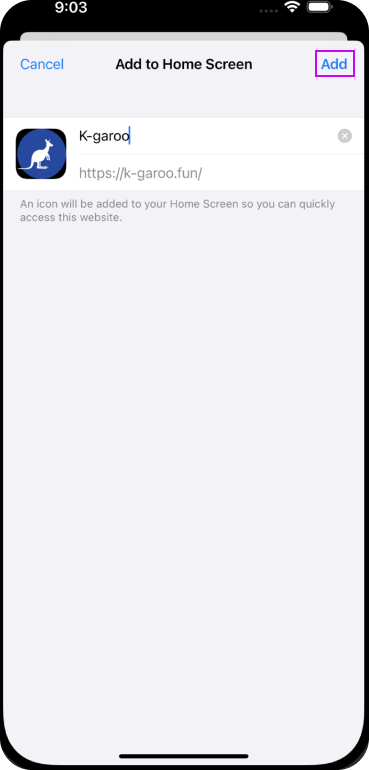 9:03
Cancel Add to Home Screen Add
K-garoo
https://k-garoo.fun/
An icon will be added to your Home Screen so you can quickly
access this website.